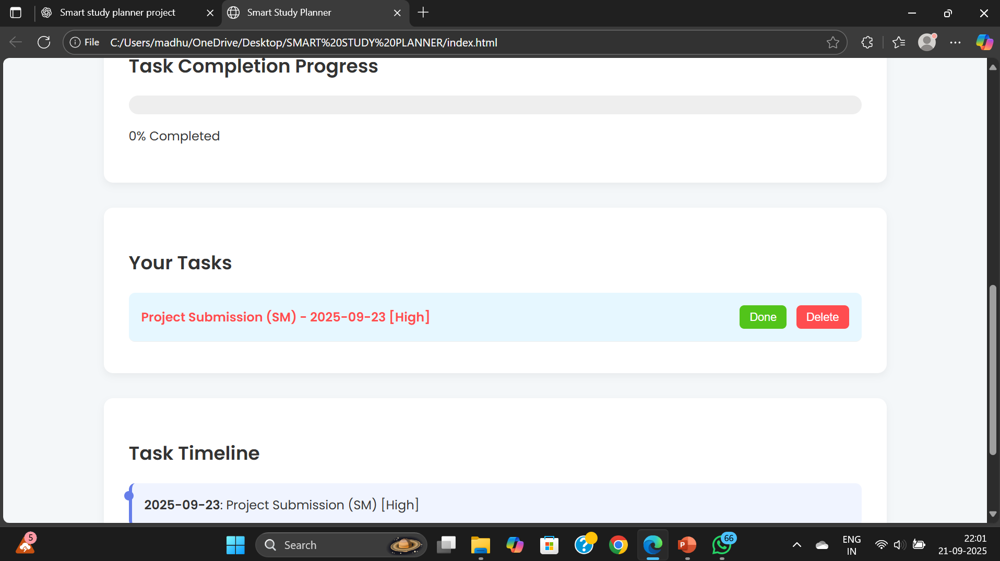 Smart study planner project
Smart Study Planner
File C:/Users/madhu/OneDrive/Desktop/SMART%20STUDY%20PLANNER/index.html
Task Completion Progress
0% Completed
Your Tasks
Project Submission (SM) - 2025-09-23 [High]
Done
Delete
Task Timeline
2025-09-23: Project Submission (SM) [High]
5
Search
P
66
ENG
IN
22:01
21-09-2025